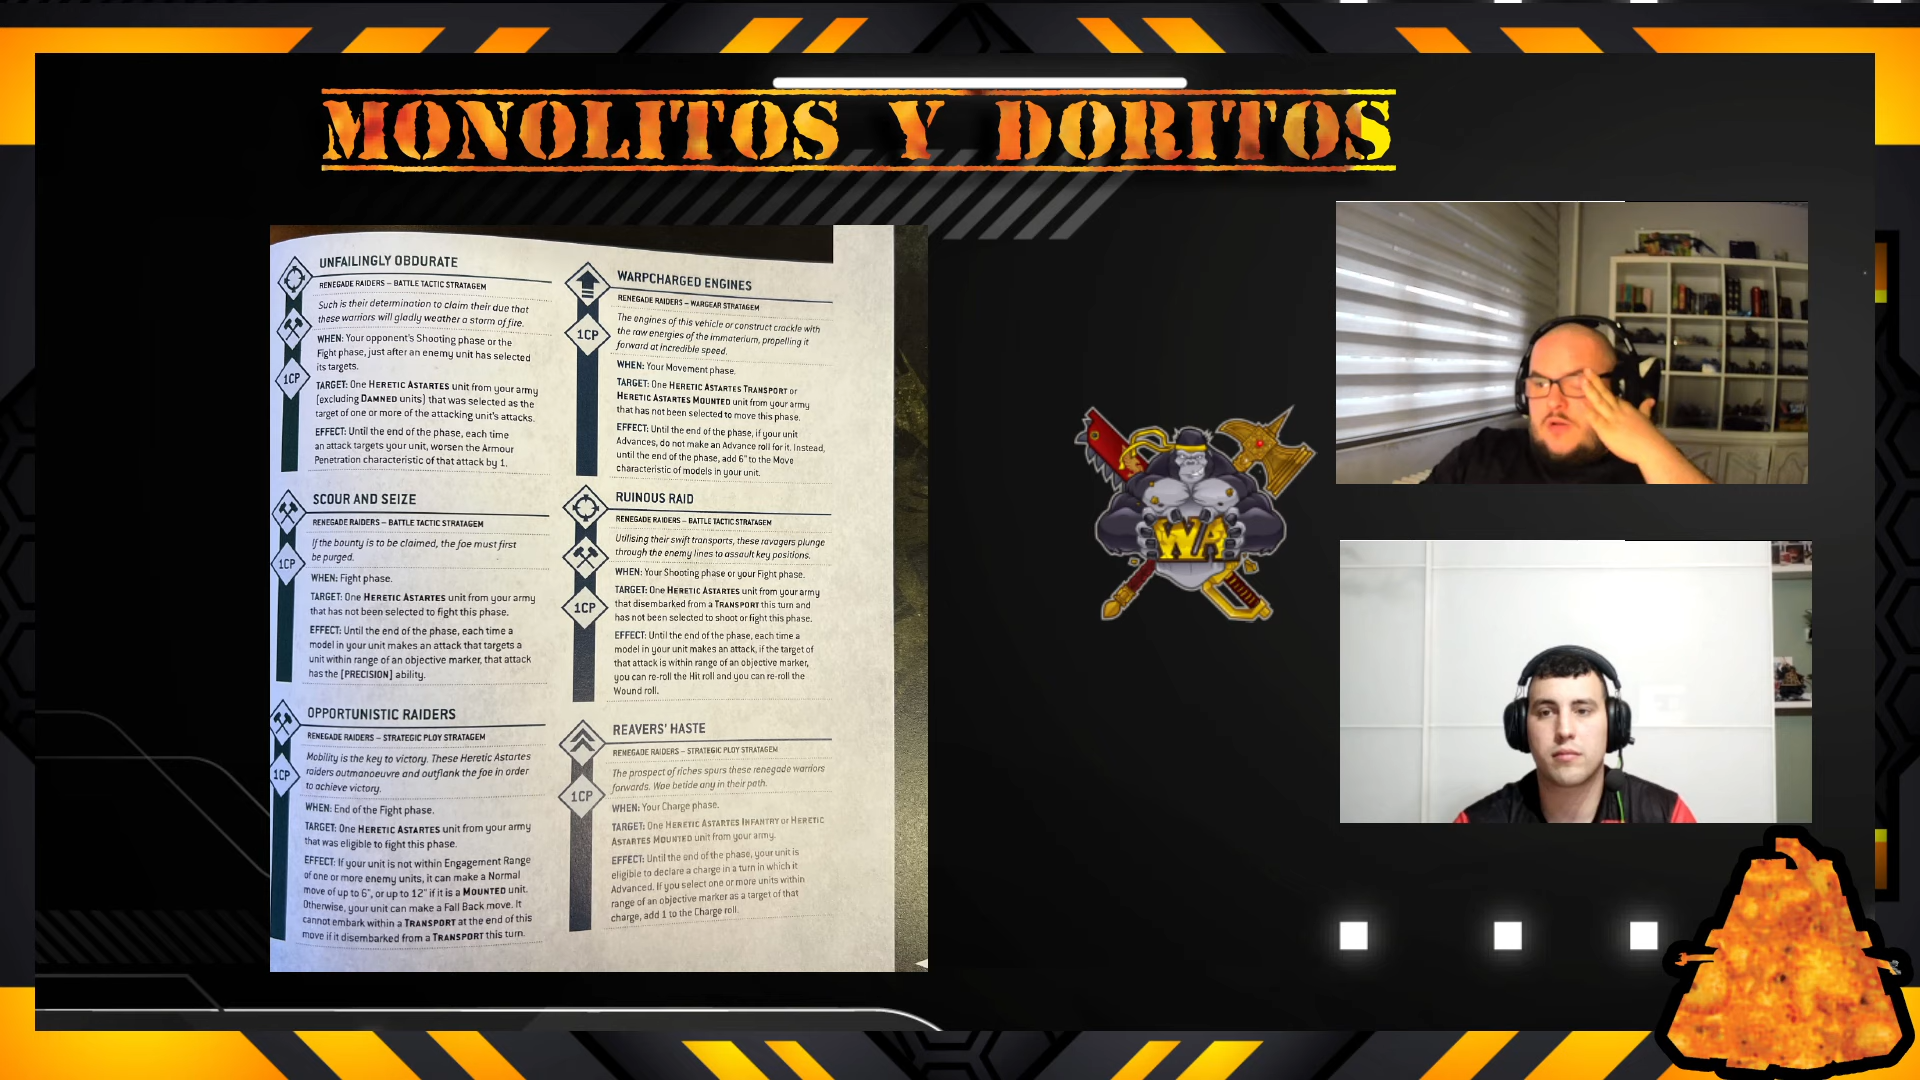 MONOLITOS Y DORITOS
UNFAILINGLY OBDURATE
RENEGADE RAIDERS – BATTLE TACTIC STRATAGEM
Such is their determination to claim their due that
these warriors will gladly weather a storm of fire.
WHEN: Your opponent's Shooting phase or the
Fight phase, just after an enemy unit has selected
its targets.
1CP
TARGET: One HERETIC ASTARTES unit from your army
(excluding DAMNED units) that was selected as the
target of one or more of the attacking unit's attacks.
EFFECT: Until the end of the phase, each time
an attack targets your unit, worsen the Armour
Penetration characteristic of that attack by 1.
SCOUR AND SEIZE
RENEGADE RAIDERS – BATTLE TACTIC STRATAGEM
If the bounty is to be claimed, the foe must first
be purged.
1CP
WHEN: Fight phase.
TARGET: One HERETIC ASTARTES unit from your army
that has not been selected to fight this phase.
EFFECT: Until the end of the phase, each time a
model in your unit makes an attack that targets a
unit within range of an objective marker, that attack
has the [PRECISION] ability.
OPPORTUNISTIC RAIDERS
RENEGADE RAIDERS – STRATEGIC PLOY STRATAGEM
Mobility is the key to victory. These Heretic Astartes
raiders outmanoeuvre and outflank the foe in order
to achieve victory.
1CP
WHEN: End of the Fight phase.
TARGET: One HERETIC ASTARTES unit from your army
that was eligible to fight this phase.
EFFECT: If your unit is not within Engagement Range
of one or more enemy units, it can make a Normal
move of up to 6", or up to 12" if it is a MOUNTED unit.
Otherwise, your unit can make a Fall Back move. It
cannot embark within a TRANSPORT at the end of this
move if it disembarked from a TRANSPORT this turn.
WARPCHARGED ENGINES
RENEGADE RAIDERS – WARGEAR STRATAGEM
The engines of this vehicle or construct crackle with
the raw energies of the immaterium, propelling it
forward at incredible speed.
1CP
WHEN: Your Movement phase.
TARGET: One HERETIC ASTARTES TRANSPORT or
HERETIC ASTARTES MOUNTED unit from your army
that has not been selected to move this phase.
EFFECT: Until the end of the phase, if your unit
Advances, do not make an Advance roll for it. Instead,
until the end of the phase, add 6" to the Move
characteristic of models in your unit.
RUINOUS RAID
RENEGADE RAIDERS – BATTLE TACTIC STRATAGEM
Utilising their swift transports, these ravagers plunge
through the enemy lines to assault key positions.
WHEN: Your Shooting phase or your Fight phase.
1CP
TARGET: One HERETIC ASTARTES unit from your army
that disembarked from a TRANSPORT this turn and
has not been selected to shoot or fight this phase.
EFFECT: Until the end of the phase, each time a
model in your unit makes an attack, if the target of
that attack is within range of an objective marker,
you can re-roll the Hit roll and you can re-roll the
Wound roll.
REAVERS' HASTE
RENEGADE RAIDERS – STRATEGIC PLOY STRATAGEM
The prospect of riches spurs these renegade warriors
forwards. Woe betide any in their path.
1CP
WHEN: Your Charge phase.
TARGET: One HERETIC ASTARTES INFANTRY or HERETIC
ASTARTES MOUNTED unit from your army.
EFFECT: Until the end of the phase, your unit is
eligible to declare a charge in a turn in which it
Advanced. If you select one or more units within
range of an objective marker as a target of that
charge, add 1 to the Charge roll.